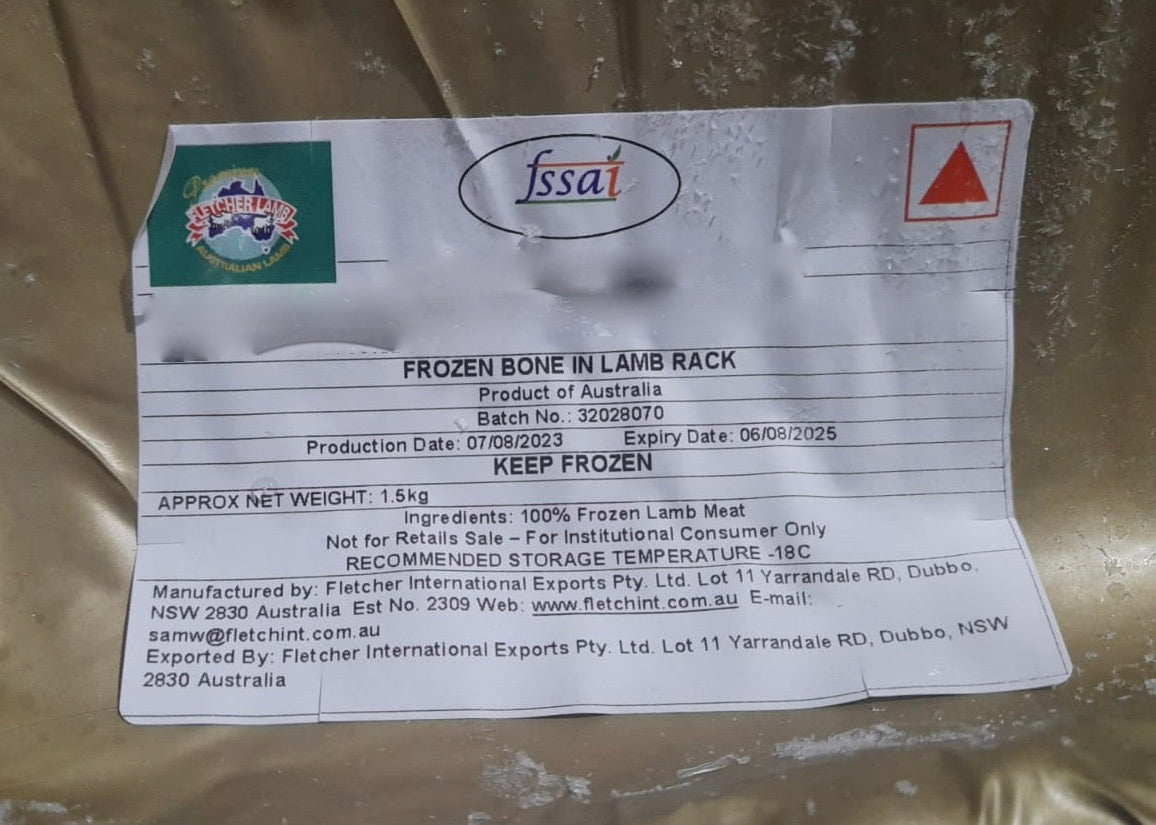 Premium
FLETCHER LAMB
AUSTRALIAN LAMB
fssai
FROZEN BONE IN LAMB RACK
Product of Australia
Batch No.: 32028070
Production Date: 07/08/2023 Expiry Date: 06/08/2025
KEEP FROZEN
APPROX NET WEIGHT: 1.5kg
Ingredients: 100% Frozen Lamb Meat
Not for Retails Sale – For Institutional Consumer Only
RECOMMENDED STORAGE TEMPERATURE -18C
Manufactured by: Fletcher International Exports Pty. Ltd. Lot 11 Yarrandale RD, Dubbo,
NSW 2830 Australia Est No. 2309 Web: www.fletchint.com.au E-mail:
samw@fletchint.com.au
Exported By: Fletcher International Exports Pty. Ltd. Lot 11 Yarrandale RD, Dubbo, NSW
2830 Australia